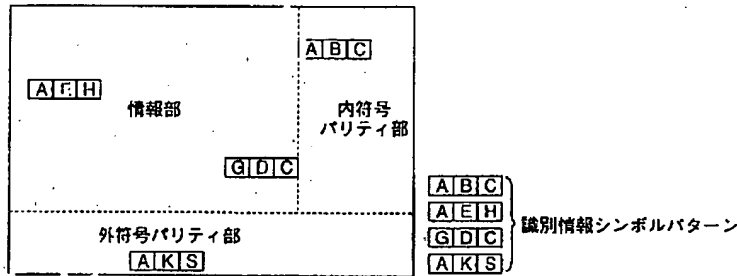 ABC
AEH
情報部
内符号
パリティ部
GDC
外符号パリティ部
AKS
ABC
AEH
GDC
AKS
識別情報シンボルパターン